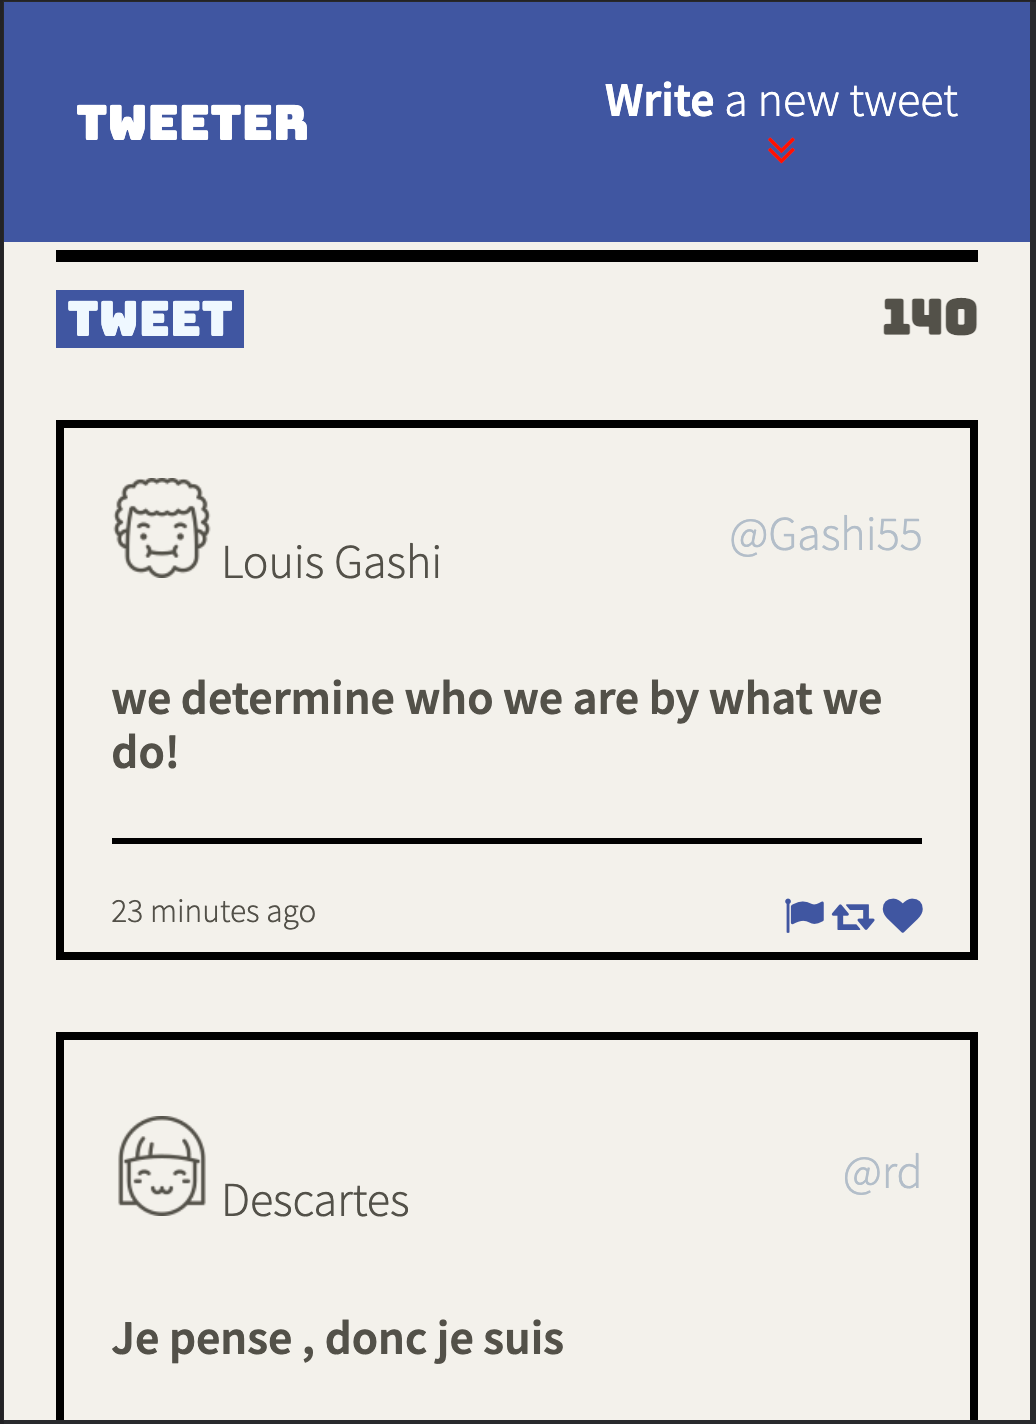 TWEETER
Write a new tweet
TWEET
140
Louis Gashi
@Gashi55
we determine who we are by what we
do!
23 minutes ago
Descartes
@rd
Je pense , donc je suis